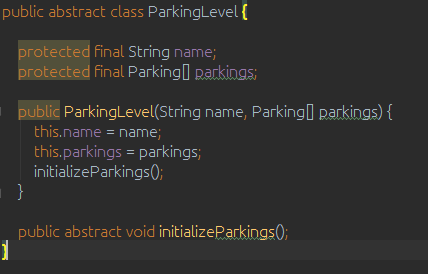 public abstract class ParkingLevel {
protected final String name;
protected final Parking[] parkings;
public ParkingLevel(String name, Parking[] parkings) {
this.name = name;
this.parkings = parkings;
initializeParkings();
}
public abstract void initializeParkings();
}